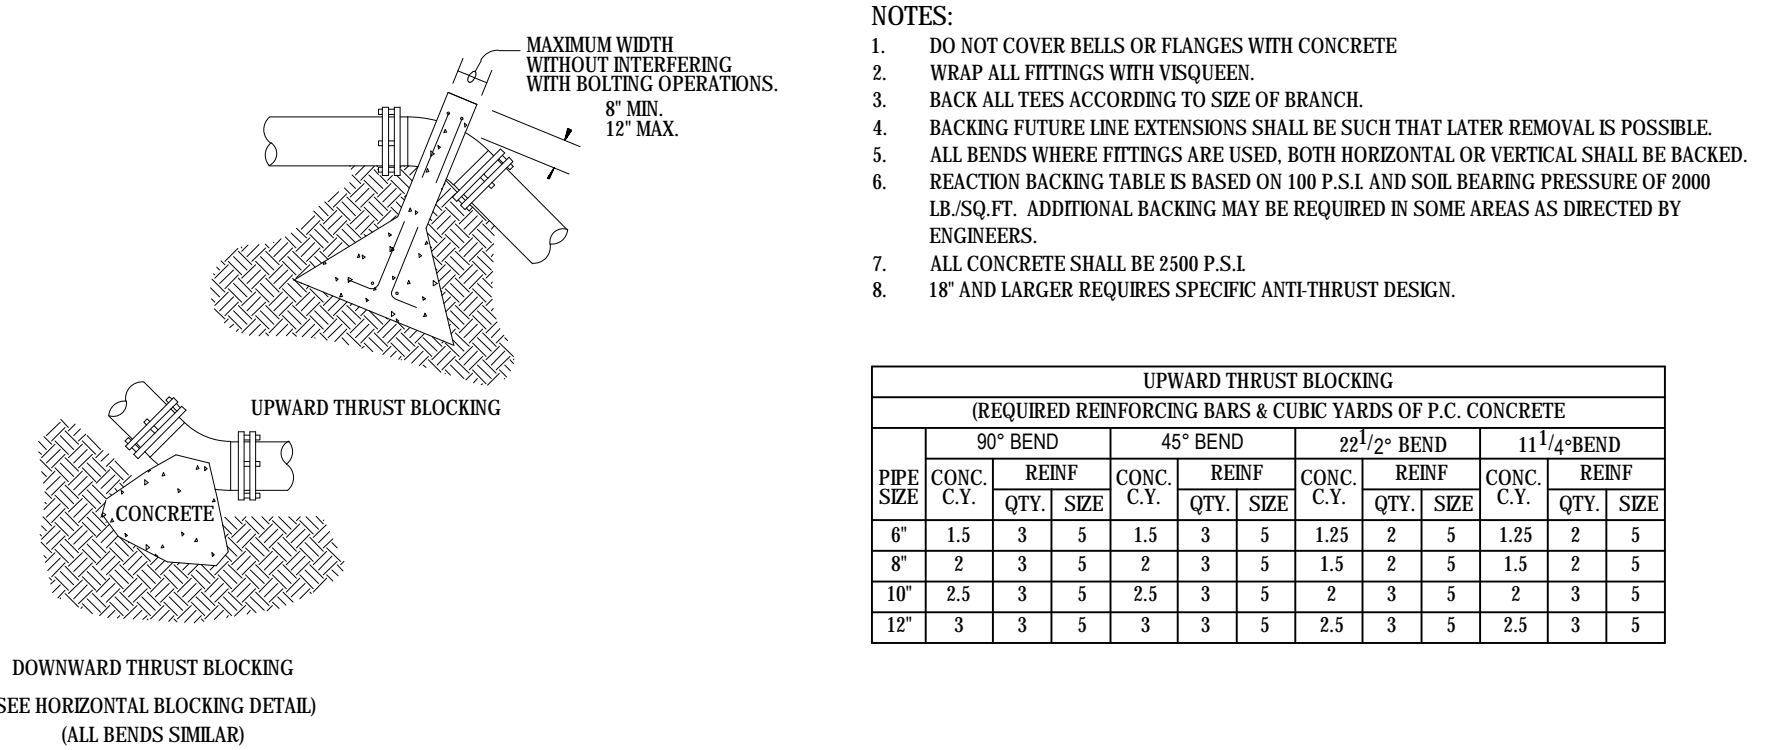 MAXIMUM WIDTH
WITHOUT INTERFERING
WITH BOLTING OPERATIONS.
8" MIN.
12" MAX.
UPWARD THRUST BLOCKING
CONCRETE
DOWNWARD THRUST BLOCKING
SEE HORIZONTAL BLOCKING DETAIL)
(ALL BENDS SIMILAR)
NOTES:
1. DO NOT COVER BELLS OR FLANGES WITH CONCRETE
2. WRAP ALL FITTINGS WITH VISQUEEN.
3. BACK ALL TEES ACCORDING TO SIZE OF BRANCH.
4. BACKING FUTURE LINE EXTENSIONS SHALL BE SUCH THAT LATER REMOVAL IS POSSIBLE.
5. ALL BENDS WHERE FITTINGS ARE USED, BOTH HORIZONTAL OR VERTICAL SHALL BE BACKED.
6. REACTION BACKING TABLE IS BASED ON 100 P.S.I. AND SOIL BEARING PRESSURE OF 2000
LB./SQ.FT. ADDITIONAL BACKING MAY BE REQUIRED IN SOME AREAS AS DIRECTED BY
ENGINEERS.
7. ALL CONCRETE SHALL BE 2500 P.S.I.
8. 18" AND LARGER REQUIRES SPECIFIC ANTI-THRUST DESIGN.
UPWARD THRUST BLOCKING
(REQUIRED REINFORCING BARS & CUBIC YARDS OF P.C. CONCRETE
90° BEND 45° BEND 22 1/2° BEND 11 1/4° BEND
PIPE SIZE CONC. C.Y. REINF CONC. C.Y. REINF CONC. C.Y. REINF CONC. C.Y. REINF
QTY. SIZE QTY. SIZE QTY. SIZE QTY. SIZE
6" 1.5 3 5 1.5 3 5 1.25 2 5 1.25 2 5
8" 2 3 5 2 3 5 1.5 2 5 1.5 2 5
10" 2.5 3 5 2.5 3 5 2 3 5 2 3 5
12" 3 3 5 3 3 5 2.5 3 5 2.5 3 5